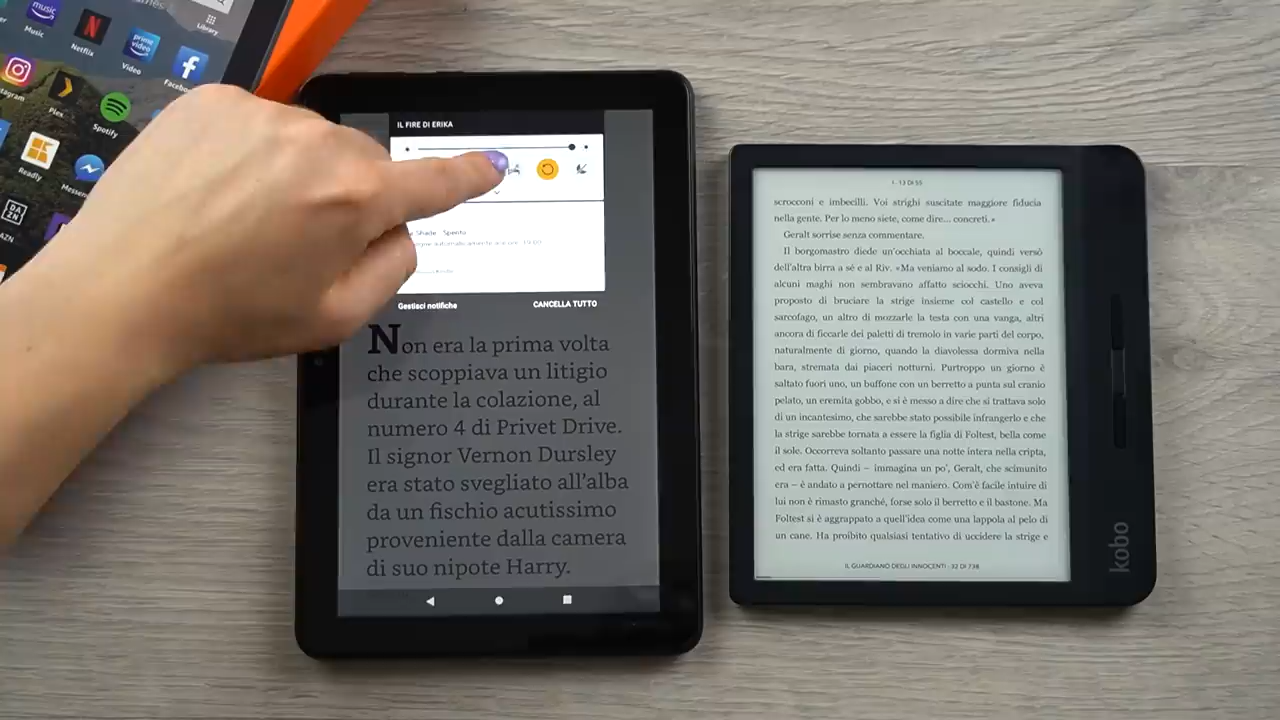 Music
Netflix
prime video
Video
Library
Plex
Spotify
Readly
DAZN
IL FIRE DI ERIKA
Shade · Spento
Gestisci notifiche
CANCELLA TUTTO
Non era la prima volta
che scoppiava un litigio
durante la colazione, al
numero 4 di Privet Drive.
Il signor Vernon Dursley
era stato svegliato all'alba
da un fischio acutissimo
proveniente dalla camera
di suo nipote Harry.
I · 13 DI 55
scrocconi e imbecilli. Voi strighi suscitate maggiore fiducia
nella gente. Per lo meno siete, come dire... concreti.»
Geralt sorrise senza commentare.
Il borgomastro diede un'occhiata al boccale, quindi versò
dell'altra birra a sé e al Riv. «Ma veniamo al sodo. I consigli di
alcuni maghi non sembravano affatto sciocchi. Uno aveva
proposto di bruciare la strige insieme col castello e col
sarcofago, un altro di mozzarle la testa con una vanga, altri
ancora di ficcarle dei paletti di tremolo in varie parti del corpo,
naturalmente di giorno, quando la diavolessa dormiva nella
bara, stremata dai piaceri notturni. Purtroppo un giorno è
saltato fuori uno, un buffone con un berretto a punta sul cranio
pelato, un eremita gobbo, e si è messo a dire che si trattava solo
di un incantesimo, che sarebbe stato possibile infrangerlo e che
la strige sarebbe tornata a essere la figlia di Foltest, bella come
il sole. Occorreva soltanto passare una notte intera nella cripta,
ed era fatta. Quindi – immagina un po', Geralt, che scimunito
era – è andato a pernottare nel maniero. Com'è facile intuire di
lui non è rimasto granché, forse solo il berretto e il bastone. Ma
Foltest si è aggrappato a quell'idea come una lappola al pelo di
un cane. Ha proibito qualsiasi tentativo di uccidere la strige e
IL GUARDIANO DEGLI INNOCENTI · 32 DI 738
kobo